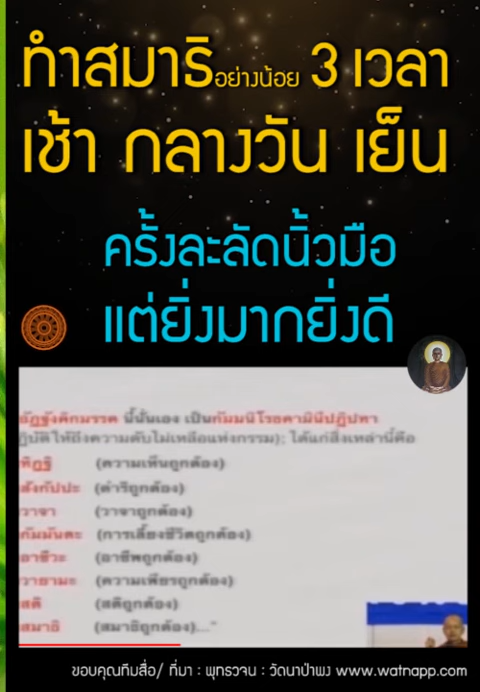 ทำสมาธิอย่างน้อย 3 เวลา
เช้า กลางวัน เย็น
ครั้งละลัดนิ้วมือ
แต่ยิ่งมากยิ่งดี
อัฏฐังคิกมรรค นี้นั่นเอง เป็นกัมมนิโรธคามินีปฏิปทา
ฏิบัติให้ถึงความดับไม่เหลือแห่งกรรม); ได้แก่สิ่งเหล่านี้คือ
ทิฏฐิ (ความเห็นถูกต้อง)
สังกัปปะ (ดำริถูกต้อง)
วาจา (วาจาถูกต้อง)
กัมมันตะ (การเลี้ยงชีวิตถูกต้อง)
อาชีวะ (อาชีพถูกต้อง)
วายามะ (ความเพียรถูกต้อง)
สติ (สติถูกต้อง)
สมาธิ (สมาธิถูกต้อง)..."
ขอบคุณทีมสื่อ/ ที่มา : พุทธวจน : วัดนาป่าพง www.watnapp.com